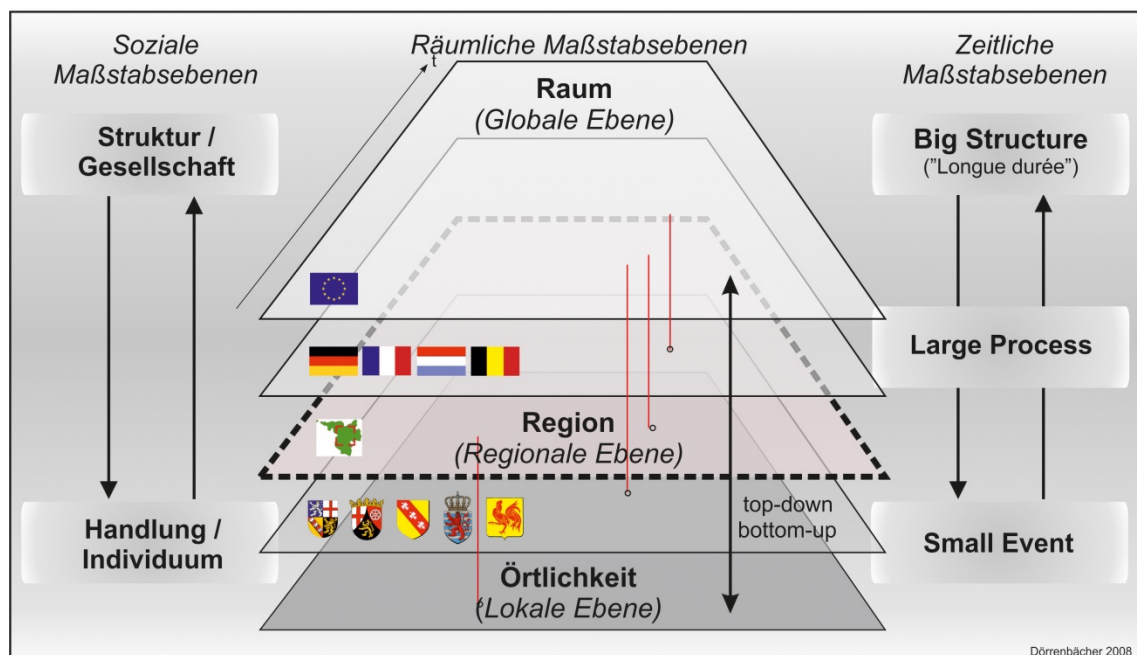 Soziale
Maßstabsebenen
Räumliche Maßstabsebenen
Zeitliche
Maßstabsebenen
t
Struktur /
Gesellschaft
Raum
(Globale Ebene)
Big Structure
("Longue durée")
Large Process
Region
(Regionale Ebene)
Handlung /
Individuum
top-down
bottom-up
Small Event
Örtlichkeit
(Lokale Ebene)
Dörrenbächer 2008